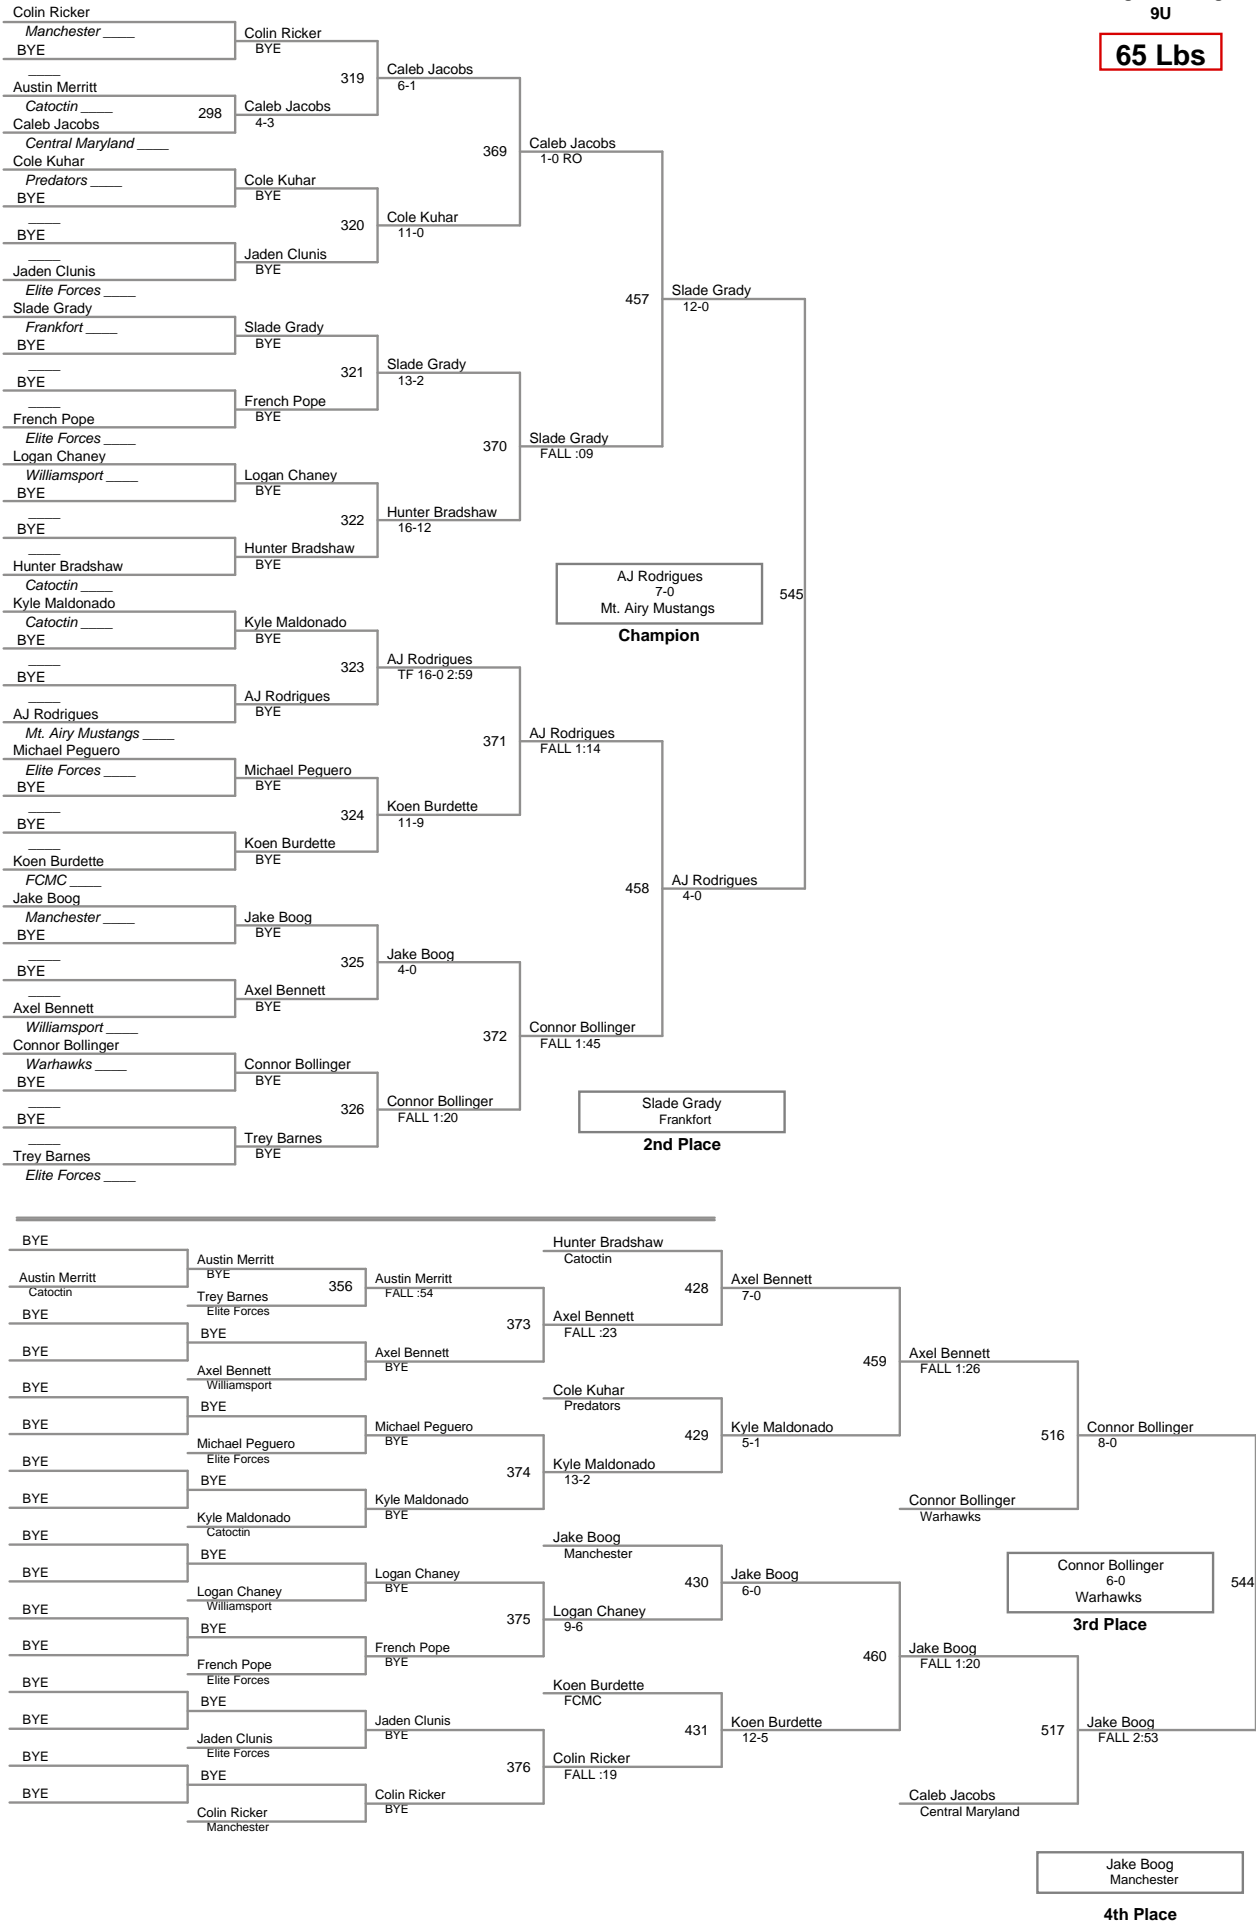 9U
65 Lbs
Colin Ricker
Manchester ____
BYE
____
Austin Merritt
Catoctin ____
Caleb Jacobs
Central Maryland ____
Cole Kuhar
Predators ____
BYE
____
BYE
____
Jaden Clunis
Elite Forces ____
Slade Grady
Frankfort ____
BYE
____
BYE
____
French Pope
Elite Forces ____
Logan Chaney
Williamsport ____
BYE
____
BYE
____
Hunter Bradshaw
Catoctin ____
Kyle Maldonado
Catoctin ____
BYE
____
BYE
____
AJ Rodrigues
Mt. Airy Mustangs ____
Michael Peguero
Elite Forces ____
BYE
____
BYE
____
Koen Burdette
FCMC ____
Jake Boog
Manchester ____
BYE
____
BYE
____
Axel Bennett
Williamsport ____
Connor Bollinger
Warhawks ____
BYE
____
BYE
____
Trey Barnes
Elite Forces ____
Colin Ricker
BYE
298
Caleb Jacobs
4-3
Cole Kuhar
BYE
Jaden Clunis
BYE
Slade Grady
BYE
French Pope
BYE
Logan Chaney
BYE
Hunter Bradshaw
BYE
Kyle Maldonado
BYE
AJ Rodrigues
BYE
Michael Peguero
BYE
Koen Burdette
BYE
Jake Boog
BYE
Axel Bennett
BYE
Connor Bollinger
BYE
Trey Barnes
BYE
319
Caleb Jacobs
6-1
320
Cole Kuhar
11-0
321
Slade Grady
13-2
322
Hunter Bradshaw
16-12
323
AJ Rodrigues
TF 16-0 2:59
324
Koen Burdette
11-9
325
Jake Boog
4-0
326
Connor Bollinger
FALL 1:20
369
Caleb Jacobs
1-0 RO
370
Slade Grady
FALL :09
371
AJ Rodrigues
FALL 1:14
372
Connor Bollinger
FALL 1:45
457
Slade Grady
12-0
458
AJ Rodrigues
4-0
545
AJ Rodrigues
7-0
Mt. Airy Mustangs
Champion
Slade Grady
Frankfort
2nd Place
BYE
Austin Merritt
Catoctin
BYE
BYE
BYE
BYE
BYE
BYE
BYE
BYE
BYE
BYE
BYE
BYE
BYE
BYE
Austin Merritt
BYE
Trey Barnes
Elite Forces
BYE
Axel Bennett
Williamsport
BYE
Michael Peguero
Elite Forces
BYE
Kyle Maldonado
Catoctin
BYE
Logan Chaney
Williamsport
BYE
French Pope
Elite Forces
BYE
Jaden Clunis
Elite Forces
BYE
Colin Ricker
Manchester
356
Austin Merritt
FALL :54
Axel Bennett
BYE
Michael Peguero
BYE
Kyle Maldonado
BYE
Logan Chaney
BYE
French Pope
BYE
Jaden Clunis
BYE
Colin Ricker
BYE
Hunter Bradshaw
Catoctin
373
Axel Bennett
FALL :23
Cole Kuhar
Predators
374
Kyle Maldonado
13-2
Jake Boog
Manchester
375
Logan Chaney
9-6
Koen Burdette
FCMC
376
Colin Ricker
FALL :19
428
Axel Bennett
7-0
429
Kyle Maldonado
5-1
430
Jake Boog
6-0
431
Koen Burdette
12-5
459
Axel Bennett
FALL 1:26
Connor Bollinger
Warhawks
460
Jake Boog
FALL 1:20
Caleb Jacobs
Central Maryland
516
Connor Bollinger
8-0
517
Jake Boog
FALL 2:53
544
Connor Bollinger
6-0
Warhawks
3rd Place
Jake Boog
Manchester
4th Place